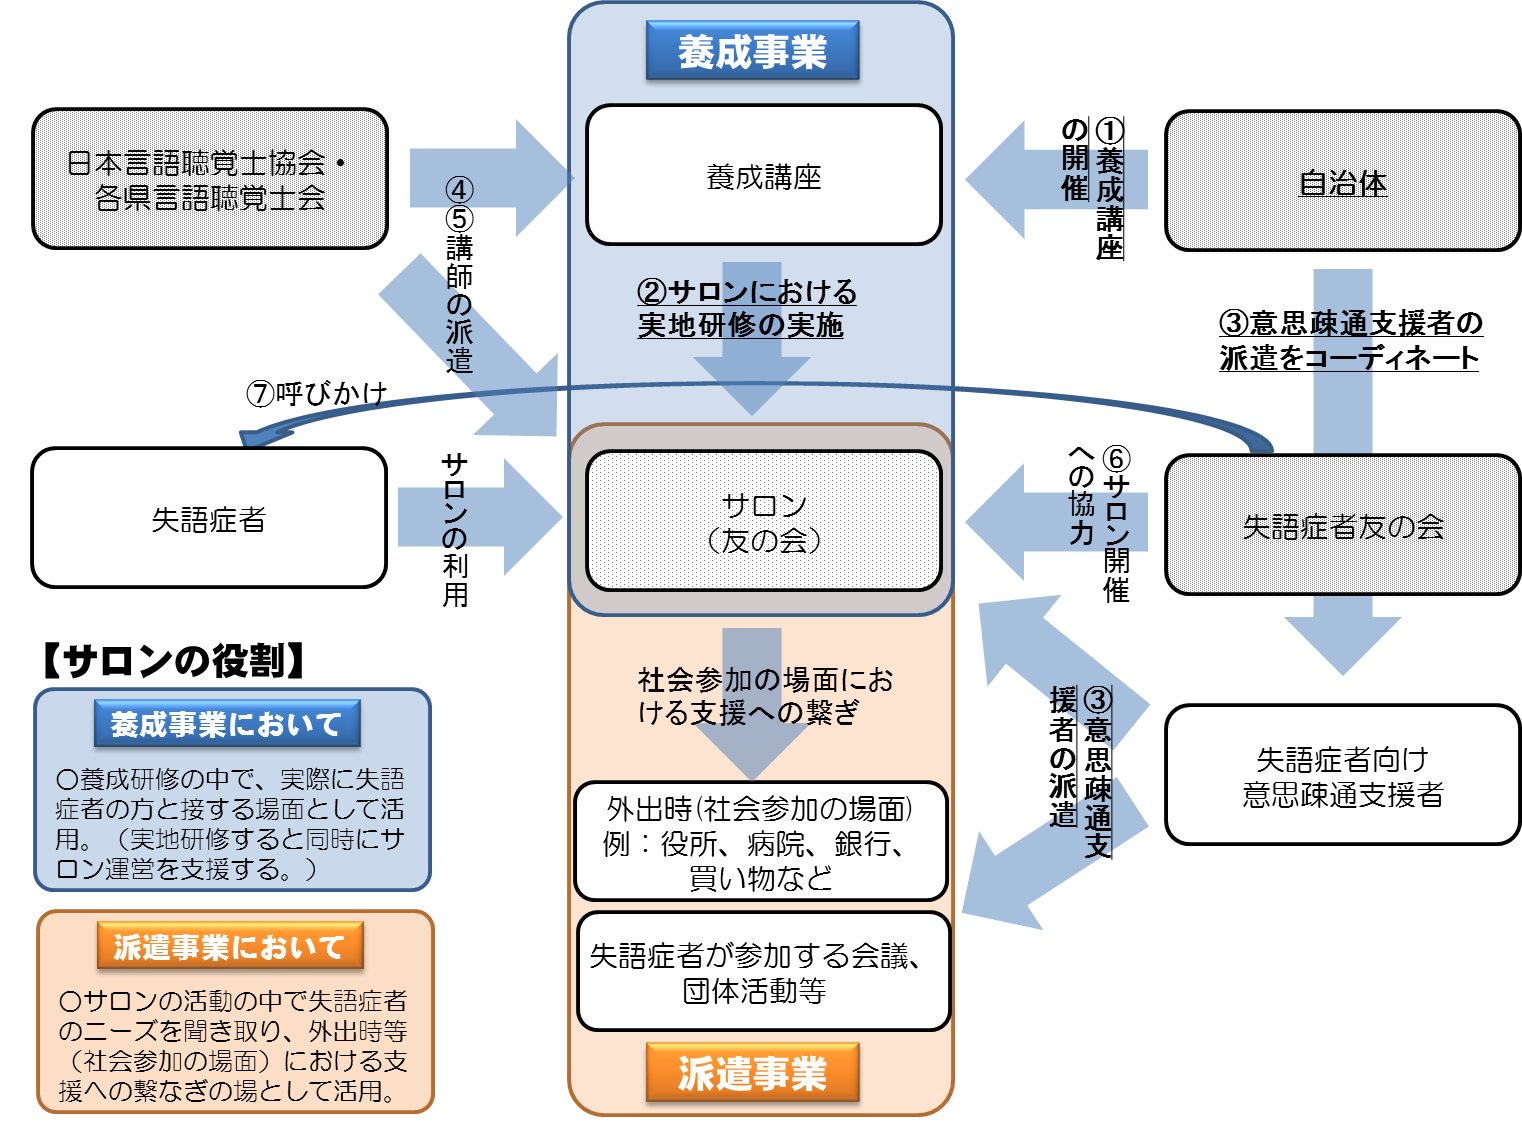 養成事業
日本言語聴覚士協会・
各県言語聴覚士会
養成講座
自治体
①養成講座
の開催
④⑤講師の派遣
②サロンにおける
実地研修の実施
③意思疎通支援者の
派遣をコーディネート
⑦呼びかけ
失語症者
サロンの利用
サロン
（友の会）
⑥サロン開催
への協力
失語症者友の会
【サロンの役割】
養成事業において
〇養成研修の中で、実際に失語
症者の方と接する場面として活
用。（実地研修すると同時にサ
ロン運営を支援する。）
社会参加の場面にお
ける支援への繋ぎ
③意思疎通支
援者の派遣
失語症者向け
意思疎通支援者
外出時(社会参加の場面)
例：役所、病院、銀行、
買い物など
派遣事業において
〇サロンの活動の中で失語症者
のニーズを聞き取り、外出時等
（社会参加の場面）における支
援への繋なぎの場として活用。
失語症者が参加する会議、
団体活動等
派遣事業